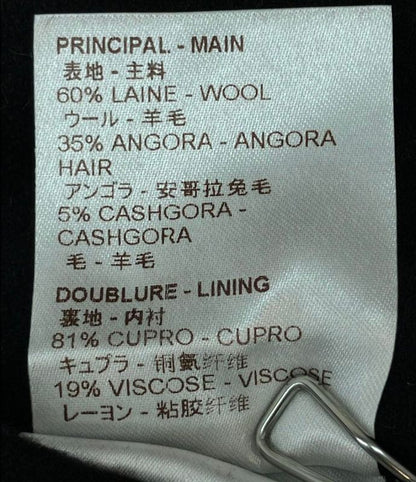 PRINCIPAL - MAIN
表地 - 主料
60% LAINE - WOOL
ウール - 羊毛
35% ANGORA - ANGORA
HAIR
アンゴラ - 安哥拉兔毛
5% CASHGORA -
CASHGORA
毛 - 羊毛
DOUBLURE - LINING
裏地 - 内衬
81% CUPRO - CUPRO
キュプラ - 铜氨纤维
19% VISCOSE - VISCOSE
レーヨン - 粘胶纤维